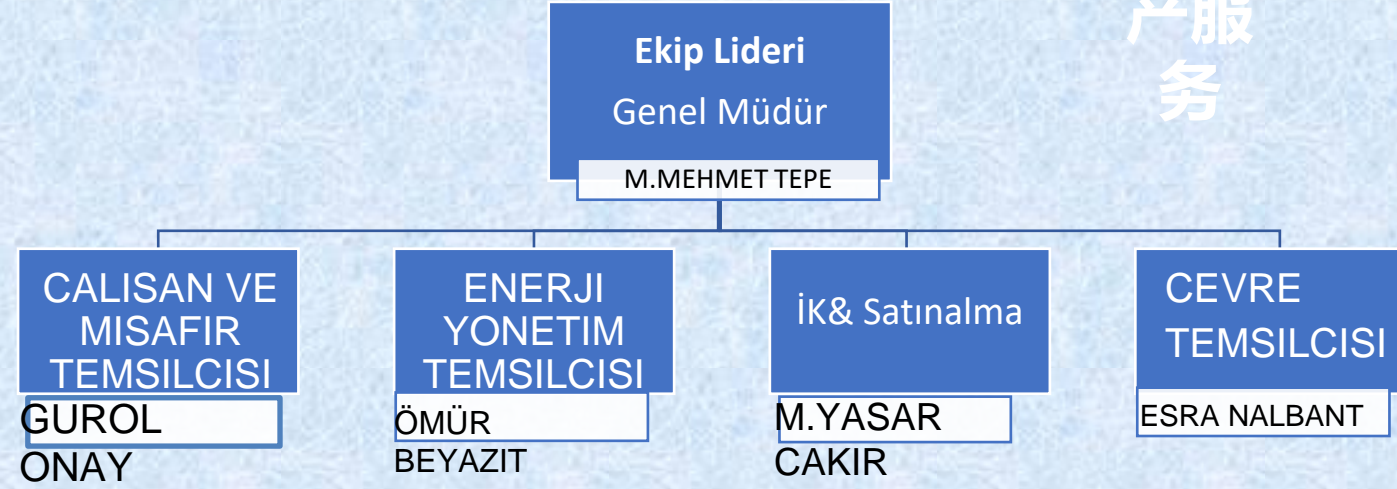 产服
务
Ekip Lideri
Genel Müdür
M.MEHMET TEPE
CALISAN VE
MISAFIR
TEMSILCISI
GUROL
ONAY
ENERJI
YONETIM
TEMSILCISI
ÖMÜR
BEYAZIT
İK& Satınalma
M.YASAR
CAKIR
CEVRE
TEMSILCISI
ESRA NALBANT